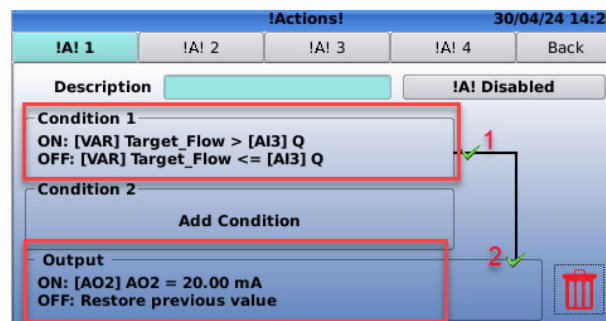 !Actions!
30/04/24 14:2
!A! 1
!A! 2
!A! 3
!A! 4
Back
Description
!A! Disabled
Condition 1
ON: [VAR] Target_Flow > [AI3] Q
OFF: [VAR] Target_Flow <= [AI3] Q
1
Condition 2
Add Condition
Output
2
ON: [AO2] AO2 = 20.00 mA
OFF: Restore previous value